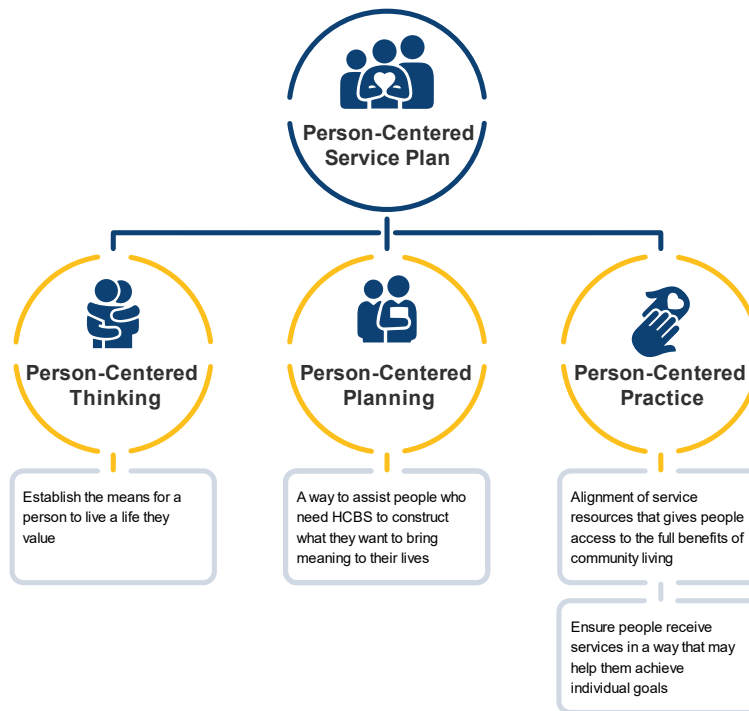 Person-Centered
Service Plan
Person-Centered
Thinking
Person-Centered
Planning
Person-Centered
Practice
Establish the means for a
person to live a life they
value
A way to assist people who
need HCBS to construct
what they want to bring
meaning to their lives
Alignment of service
resources that gives people
access to the full benefits of
community living
Ensure people receive
services in a way that may
help them achieve
individual goals